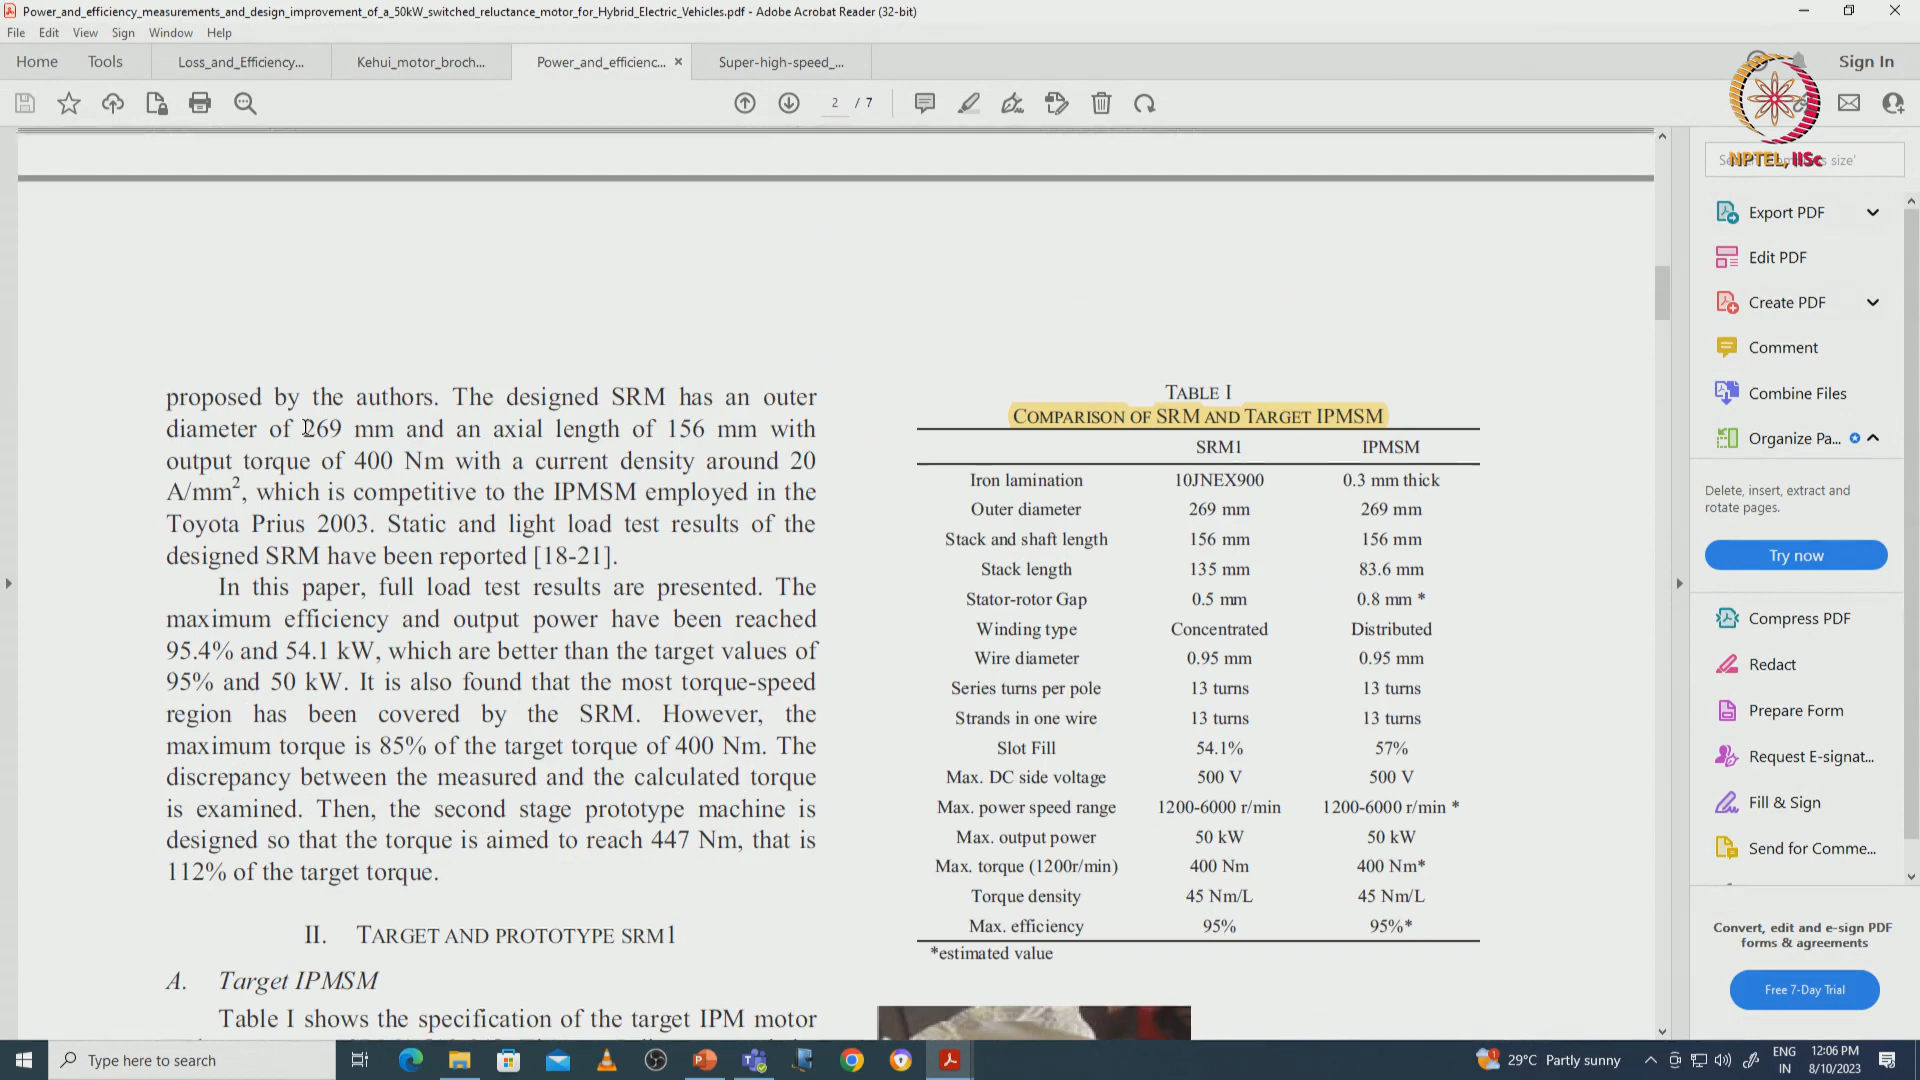 Power_and_efficiency_measurements_and_design_improvement_of_a_50kW_switched_reluctance_motor_for_Hybrid_Electric_Vehicles.pdf - Adobe Acrobat Reader (32-bit)
File Edit View Sign Window Help
Home Tools Loss_and_Efficiency... Kehui_motor_broch... Power_and_efficienc... Super-high-speed_... Sign In
2 / 7
NPTEL, IISc
Export PDF
Edit PDF
Create PDF
Comment
Combine Files
Organize Pa...
Delete, insert, extract and
rotate pages.
Try now
Compress PDF
Redact
Prepare Form
Request E-signat...
Fill & Sign
Send for Comme...
Convert, edit and e-sign PDF
forms & agreements
Free 7-Day Trial
proposed by the authors. The designed SRM has an outer
diameter of 269 mm and an axial length of 156 mm with
output torque of 400 Nm with a current density around 20
A/mm², which is competitive to the IPMSM employed in the
Toyota Prius 2003. Static and light load test results of the
designed SRM have been reported [18-21].
In this paper, full load test results are presented. The
maximum efficiency and output power have been reached
95.4% and 54.1 kW, which are better than the target values of
95% and 50 kW. It is also found that the most torque-speed
region has been covered by the SRM. However, the
maximum torque is 85% of the target torque of 400 Nm. The
discrepancy between the measured and the calculated torque
is examined. Then, the second stage prototype machine is
designed so that the torque is aimed to reach 447 Nm, that is
112% of the target torque.
II. TARGET AND PROTOTYPE SRM1
A. Target IPMSM
Table I shows the specification of the target IPM motor
TABLE I
COMPARISON OF SRM AND TARGET IPMSM
SRM1 IPMSM
Iron lamination 10JNEX900 0.3 mm thick
Outer diameter 269 mm 269 mm
Stack and shaft length 156 mm 156 mm
Stack length 135 mm 83.6 mm
Stator-rotor Gap 0.5 mm 0.8 mm *
Winding type Concentrated Distributed
Wire diameter 0.95 mm 0.95 mm
Series turns per pole 13 turns 13 turns
Strands in one wire 13 turns 13 turns
Slot Fill 54.1% 57%
Max. DC side voltage 500 V 500 V
Max. power speed range 1200-6000 r/min 1200-6000 r/min *
Max. output power 50 kW 50 kW
Max. torque (1200r/min) 400 Nm 400 Nm*
Torque density 45 Nm/L 45 Nm/L
Max. efficiency 95% 95%*
*estimated value
Type here to search
29°C Partly sunny
ENG
IN
12:06 PM
8/10/2023